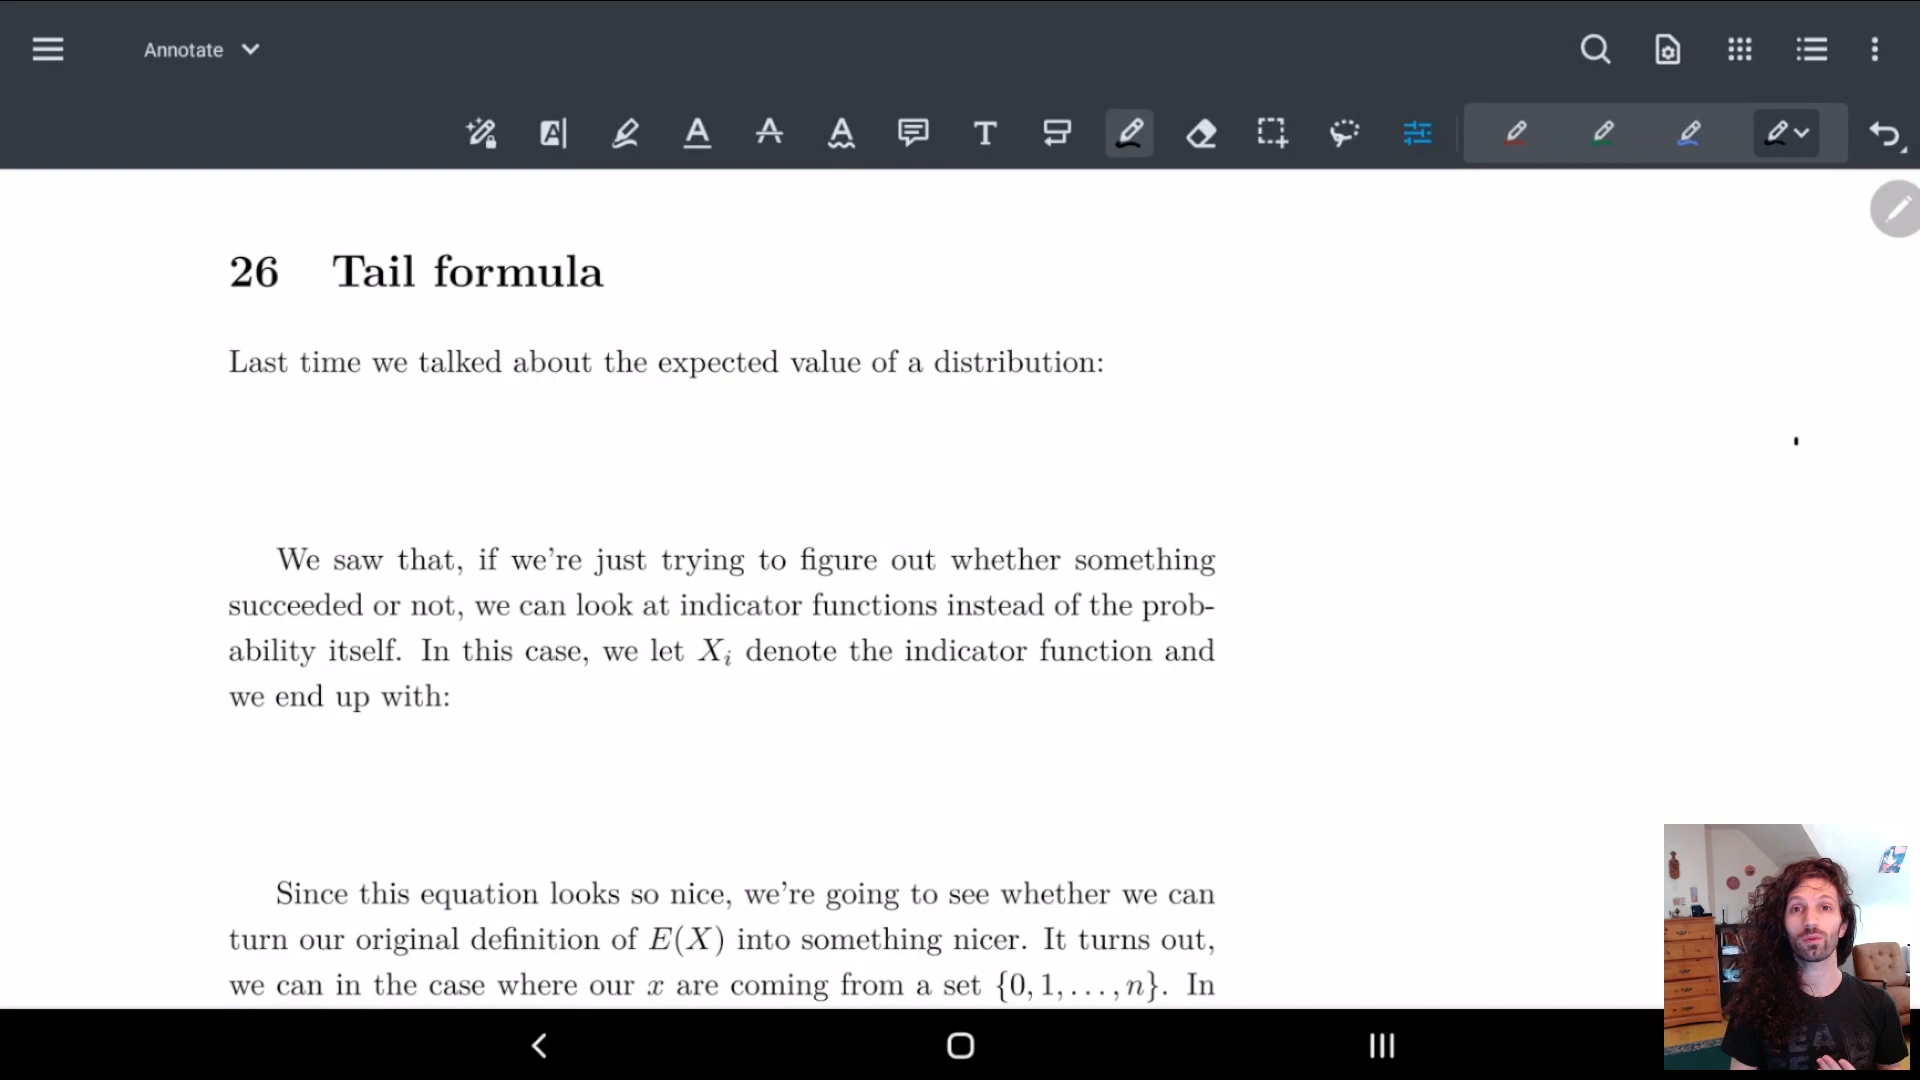 Annotate
26 Tail formula
Last time we talked about the expected value of a distribution:
We saw that, if we're just trying to figure out whether something
succeeded or not, we can look at indicator functions instead of the prob-
ability itself. In this case, we let Xᵢ denote the indicator function and
we end up with:
Since this equation looks so nice, we're going to see whether we can
turn our original definition of E(X) into something nicer. It turns out,
we can in the case where our x are coming from a set {0, 1, . . . , n}. In